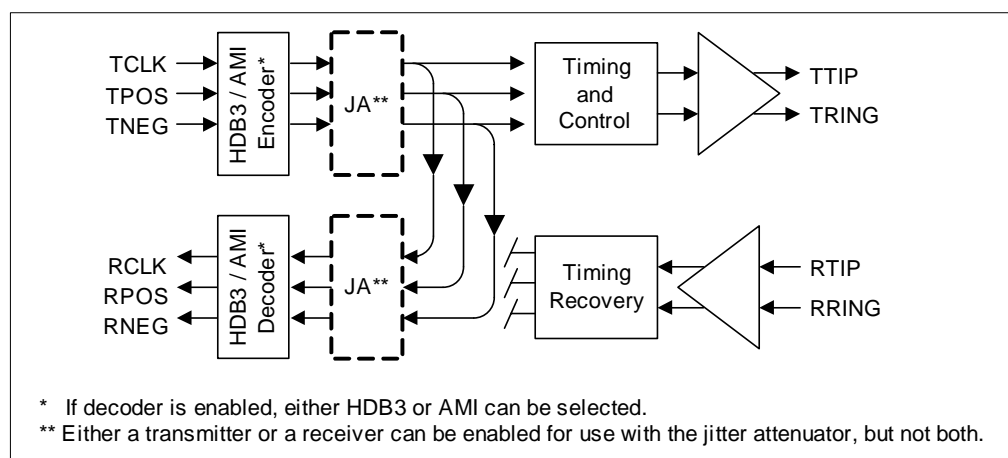 TCLK
TPOS
TNEG
HDB3 / AMI
Encoder*
JA**
Timing
and
Control
TTIP
TRING
RCLK
RPOS
RNEG
HDB3 / AMI
Decoder*
JA**
Timing
Recovery
RTIP
RRING
* If decoder is enabled, either HDB3 or AMI can be selected.
** Either a transmitter or a receiver can be enabled for use with the jitter attenuator, but not both.